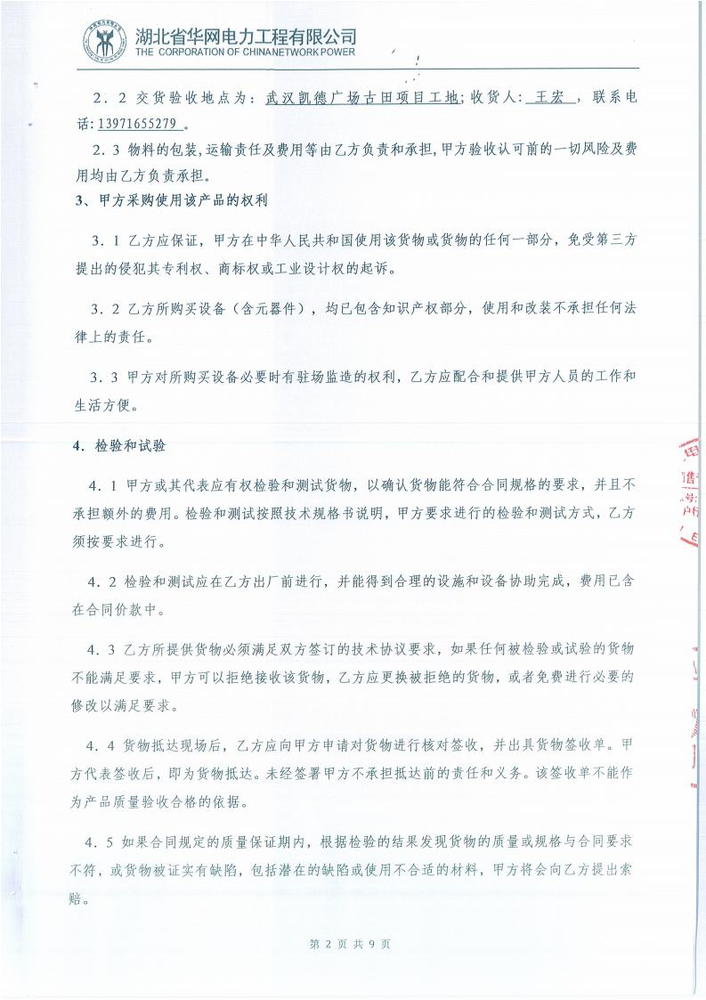 湖北省华网电力工程有限公司
THE CORPORATION OF CHINANETWORK POWER
2．2 交货验收地点为：武汉凯德广场古田项目工地；收货人：王宏 ，联系电
话：13971655279 。
2．3 物料的包装，运输责任及费用等由乙方负责和承担，甲方验收认可前的一切风险及费
用均由乙方负责承担。
3、甲方采购使用该产品的权利
3．1 乙方应保证，甲方在中华人民共和国使用该货物或货物的任何一部分，免受第三方
提出的侵犯其专利权、商标权或工业设计权的起诉。
3．2 乙方所购买设备（含元器件），均已包含知识产权部分，使用和改装不承担任何法
律上的责任。
3．3 甲方对所购买设备必要时有驻场监造的权利，乙方应配合和提供甲方人员的工作和
生活方便。
4．检验和试验
4．1 甲方或其代表应有权检验和测试货物，以确认货物能符合合同规格的要求，并且不
承担额外的费用。检验和测试按照技术规格书说明，甲方要求进行的检验和测试方式，乙方
须按要求进行。
4．2 检验和测试应在乙方出厂前进行，并能得到合理的设施和设备协助完成，费用已含
在合同价款中。
4．3 乙方所提供货物必须满足双方签订的技术协议要求，如果任何被检验或试验的货物
不能满足要求，甲方可以拒绝接收该货物，乙方应更换被拒绝的货物，或者免费进行必要的
修改以满足要求。
4．4 货物抵达现场后，乙方应向甲方申请对货物进行核对签收，并出具货物签收单。甲
方代表签收后，即为货物抵达。未经签署甲方不承担抵达前的责任和义务。该签收单不能作
为产品质量验收合格的依据。
4．5 如果合同规定的质量保证期内，根据检验的结果发现货物的质量或规格与合同要求
不符，或货物被证实有缺陷，包括潜在的缺陷或使用不合适的材料，甲方将会向乙方提出索
赔。
第 2 页 共 9 页